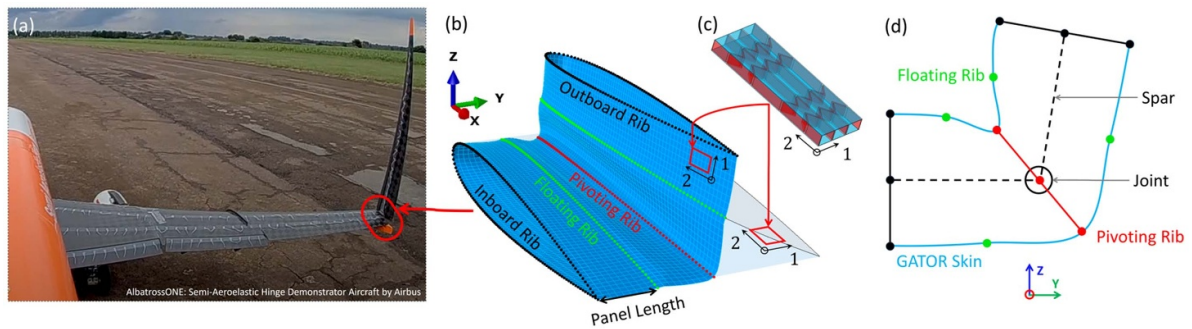 (a)
AlbatrossONE: Semi-Aeroelastic Hinge Demonstrator Aircraft by Airbus
(b)
Z
Y
X
Outboard Rib
Pivoting Rib
Floating Rib
Inboard Rib
Panel Length
1
2
2
1
(c)
2
1
(d)
Floating Rib
Spar
Joint
Pivoting Rib
GATOR Skin
Z
Y